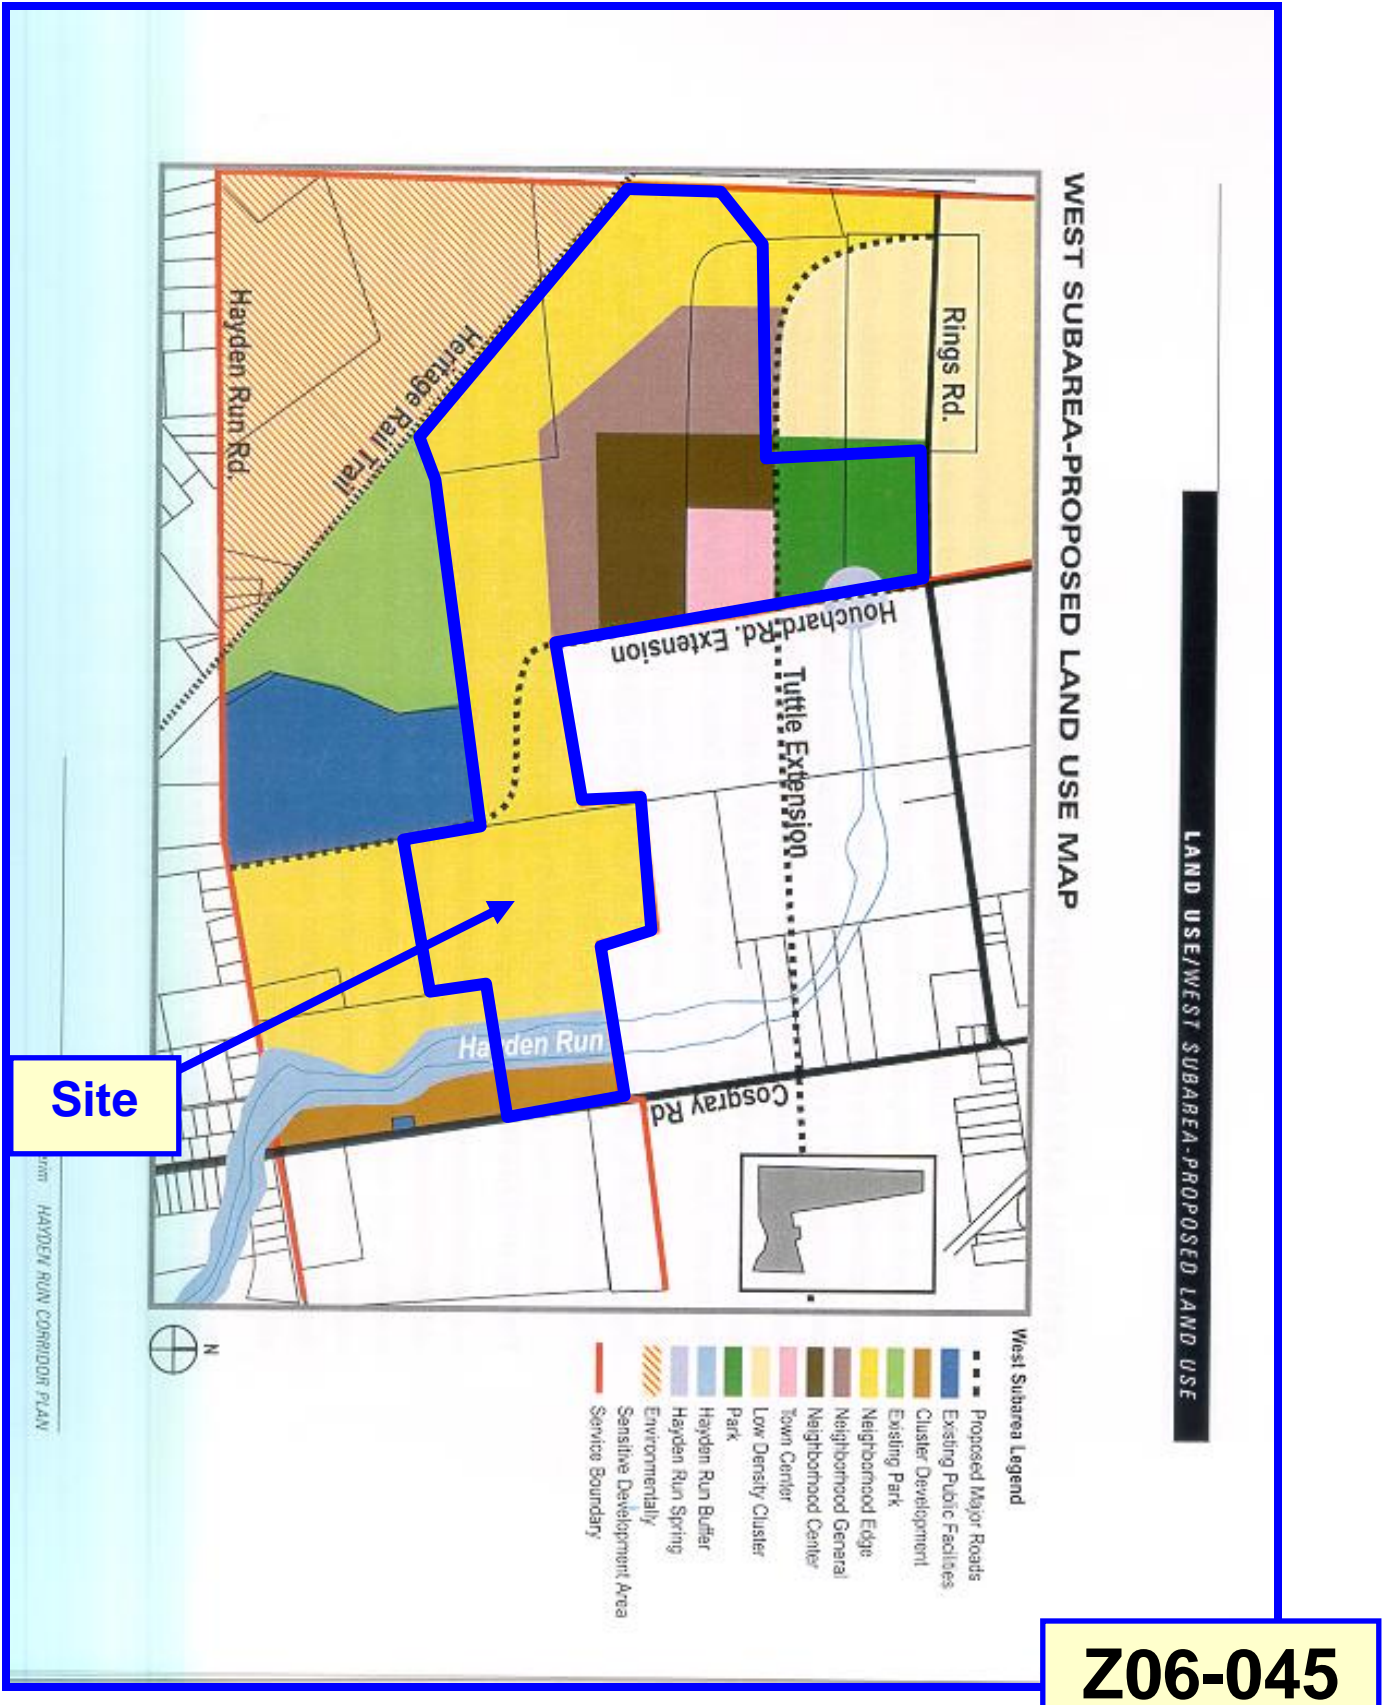 LAND USE/WEST SUBAREA-PROPOSED LAND USE
WEST SUBAREA-PROPOSED LAND USE MAP
Rings Rd.
Houchard Rd. Extension
Tuttle Extension
Heritage Rail Trail
Hayden Run Rd.
Hayden Run
Cosgray Rd
Site
N
West Subarea Legend
Proposed Major Roads
Existing Public Facilities
Cluster Development
Existing Park
Neighborhood Edge
Neighborhood General
Neighborhood Center
Town Center
Low Density Cluster
Park
Hayden Run Buffer
Hayden Run Spring
Environmentally
Sensitive Development Area
Service Boundary
HAYDEN RUN CORRIDOR PLAN
Z06-045